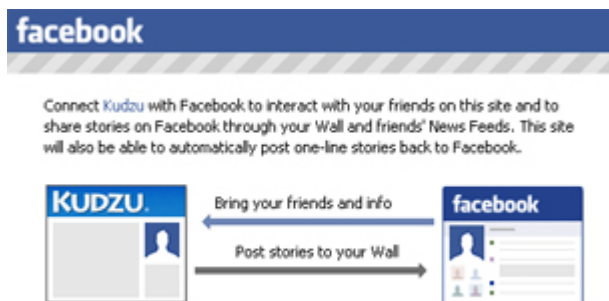 facebook
Connect Kudzu with Facebook to interact with your friends on this site and to
share stories on Facebook through your Wall and friends' News Feeds. This site
will also be able to automatically post one-line stories back to Facebook.
KUDZU.
Bring your friends and info
facebook
Post stories to your Wall